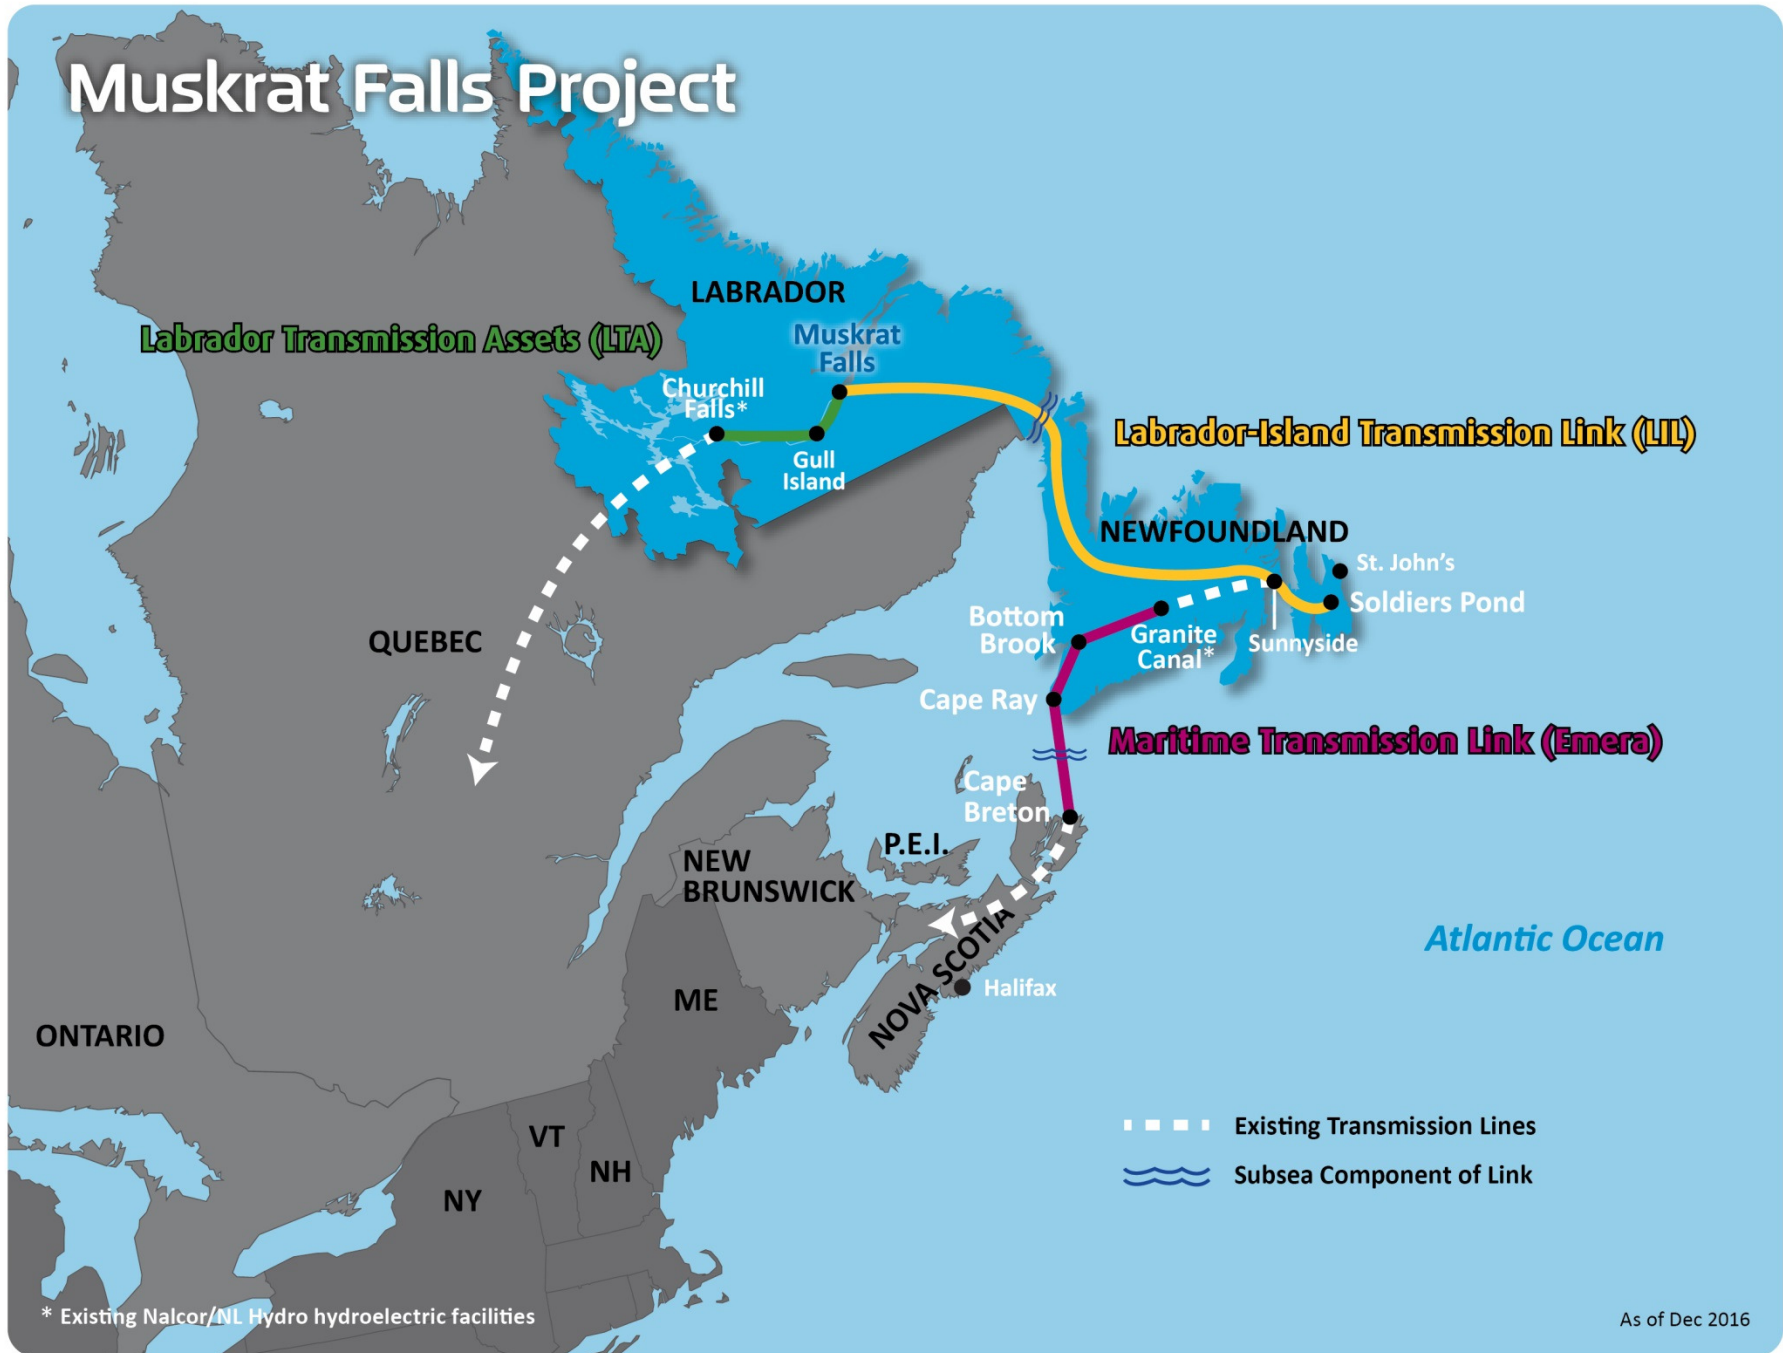 Muskrat Falls Project
LABRADOR
Labrador Transmission Assets (LTA)
Muskrat
Falls
Churchill
Falls*
Gull
Island
Labrador-Island Transmission Link (LIL)
NEWFOUNDLAND
St. John's
Soldiers Pond
Sunnyside
Granite
Canal*
Bottom
Brook
Cape Ray
QUEBEC
Maritime Transmission Link (Emera)
Cape
Breton
P.E.I.
NEW
BRUNSWICK
NOVA SCOTIA
Halifax
Atlantic Ocean
ME
ONTARIO
VT
NH
NY
Existing Transmission Lines
Subsea Component of Link
* Existing Nalcor/NL Hydro hydroelectric facilities
As of Dec 2016